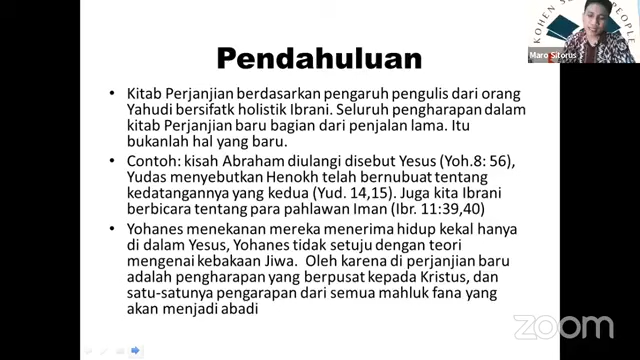 KOHEN S PEOPLE
Maro Sitorus
Pendahuluan
• Kitab Perjanjian berdasarkan pengaruh pengulis dari orang
Yahudi bersifatk holistik Ibrani. Seluruh pengharapan dalam
kitab Perjanjian baru bagian dari penjalan lama. Itu
bukanlah hal yang baru.
• Contoh: kisah Abraham diulangi disebut Yesus (Yoh.8: 56),
Yudas menyebutkan Henokh telah bernubuat tentang
kedatangannya yang kedua (Yud. 14,15). Juga kita Ibrani
berbicara tentang para pahlawan Iman (Ibr. 11:39,40)
• Yohanes menekanan mereka menerima hidup kekal hanya
di dalam Yesus, Yohanes tidak setuju dengan teori
mengenai kebakaan Jiwa. Oleh karena di perjanjian baru
adalah pengharapan yang berpusat kepada Kristus, dan
satu-satunya pengarapan dari semua mahluk fana yang
akan menjadi abadi
zoom